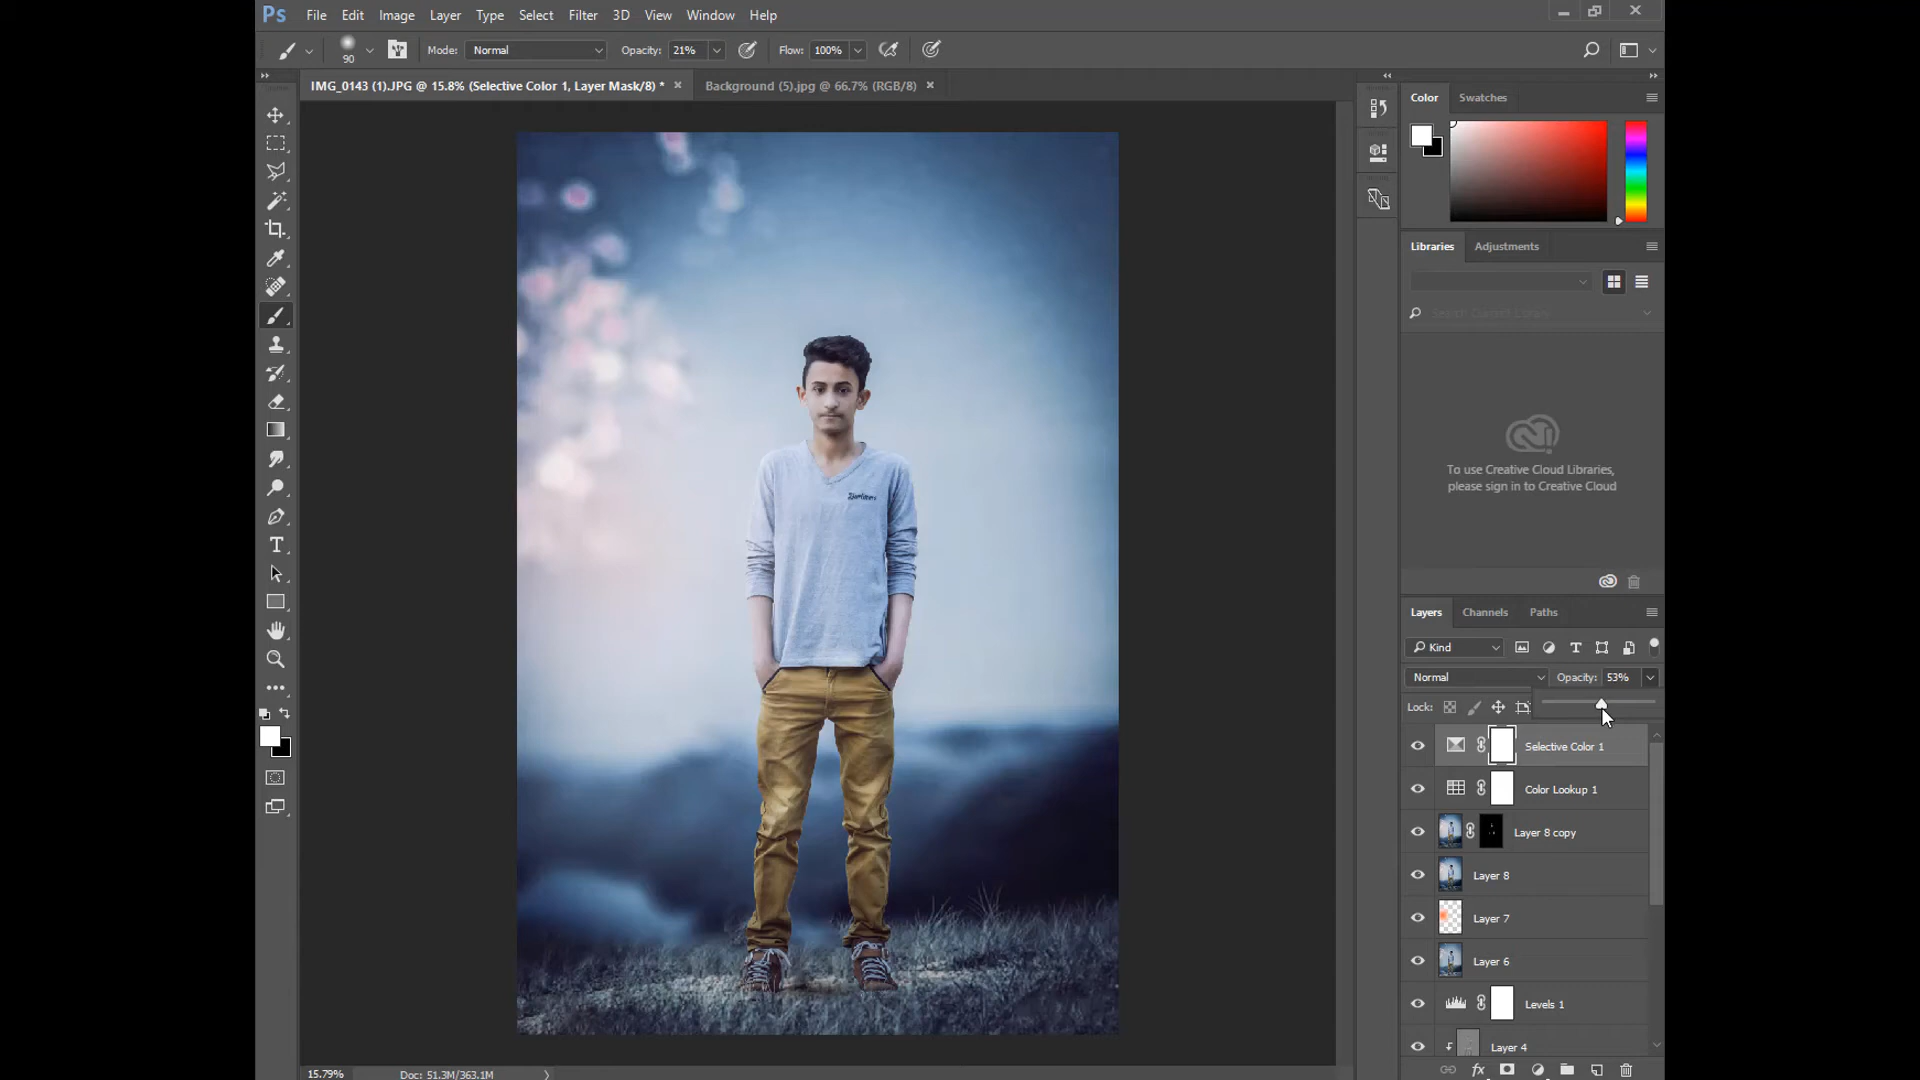 Ps File Edit Image Layer Type Select Filter 3D View Window Help
90 Mode: Normal Opacity: 21% Flow: 100%
IMG_0143 (1).JPG @ 15.8% (Selective Color 1, Layer Mask/8) * × Background (5).jpg @ 66.7% (RGB/8) ×
Color Swatches
Libraries Adjustments
Search Current Library
To use Creative Cloud Libraries,
please sign in to Creative Cloud
Layers Channels Paths
Kind
Normal Opacity: 53%
Lock:
Selective Color 1
Color Lookup 1
Layer 8 copy
Layer 8
Layer 7
Layer 6
Levels 1
Layer 4
15.79% Doc: 51.3M/363.1M
fx